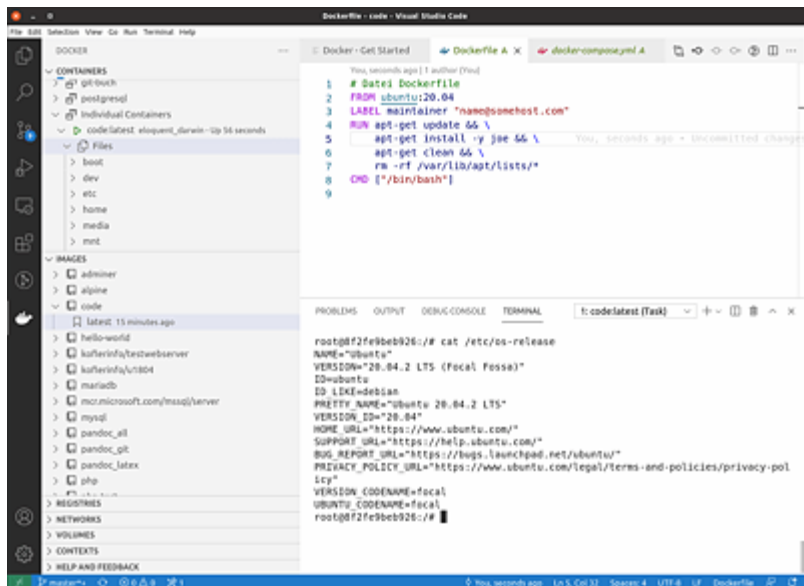 Dockerfile - code - Visual Studio Code
File Edit Selection View Go Run Terminal Help
DOCKER
CONTAINERS
git-buch
postgresql
Individual Containers
code:latest eloquent_darwin - Up 56 seconds
Files
boot
dev
etc
home
media
mnt
IMAGES
adminer
alpine
code
latest 15 minutes ago
hello-world
koflerinfo/testwebserver
koflerinfo/u1804
mariadb
mcr.microsoft.com/mssql/server
mysql
pandoc_all
pandoc_git
pandoc_latex
php
REGISTRIES
NETWORKS
VOLUMES
CONTEXTS
HELP AND FEEDBACK
Docker - Get Started
Dockerfile A
docker-compose.yml A
You, seconds ago | 1 author (You)
1 # Datei Dockerfile
2 FROM ubuntu:20.04
3 LABEL maintainer "name@somehost.com"
4 RUN apt-get update && \
5 apt-get install -y joe && \ You, seconds ago • Uncommitted changes
6 apt-get clean && \
7 rm -rf /var/lib/apt/lists/*
8 CMD ["/bin/bash"]
9
PROBLEMS OUTPUT DEBUG CONSOLE TERMINAL 1: code:latest (Task)
root@8f2fe9beb926:/# cat /etc/os-release
NAME="Ubuntu"
VERSION="20.04.2 LTS (Focal Fossa)"
ID=ubuntu
ID_LIKE=debian
PRETTY_NAME="Ubuntu 20.04.2 LTS"
VERSION_ID="20.04"
HOME_URL="https://www.ubuntu.com/"
SUPPORT_URL="https://help.ubuntu.com/"
BUG_REPORT_URL="https://bugs.launchpad.net/ubuntu/"
PRIVACY_POLICY_URL="https://www.ubuntu.com/legal/terms-and-policies/privacy-pol
icy"
VERSION_CODENAME=focal
UBUNTU_CODENAME=focal
root@8f2fe9beb926:/#
master*+ 0 0 1 You, seconds ago Ln 5, Col 32 Spaces: 4 UTF-8 LF Dockerfile